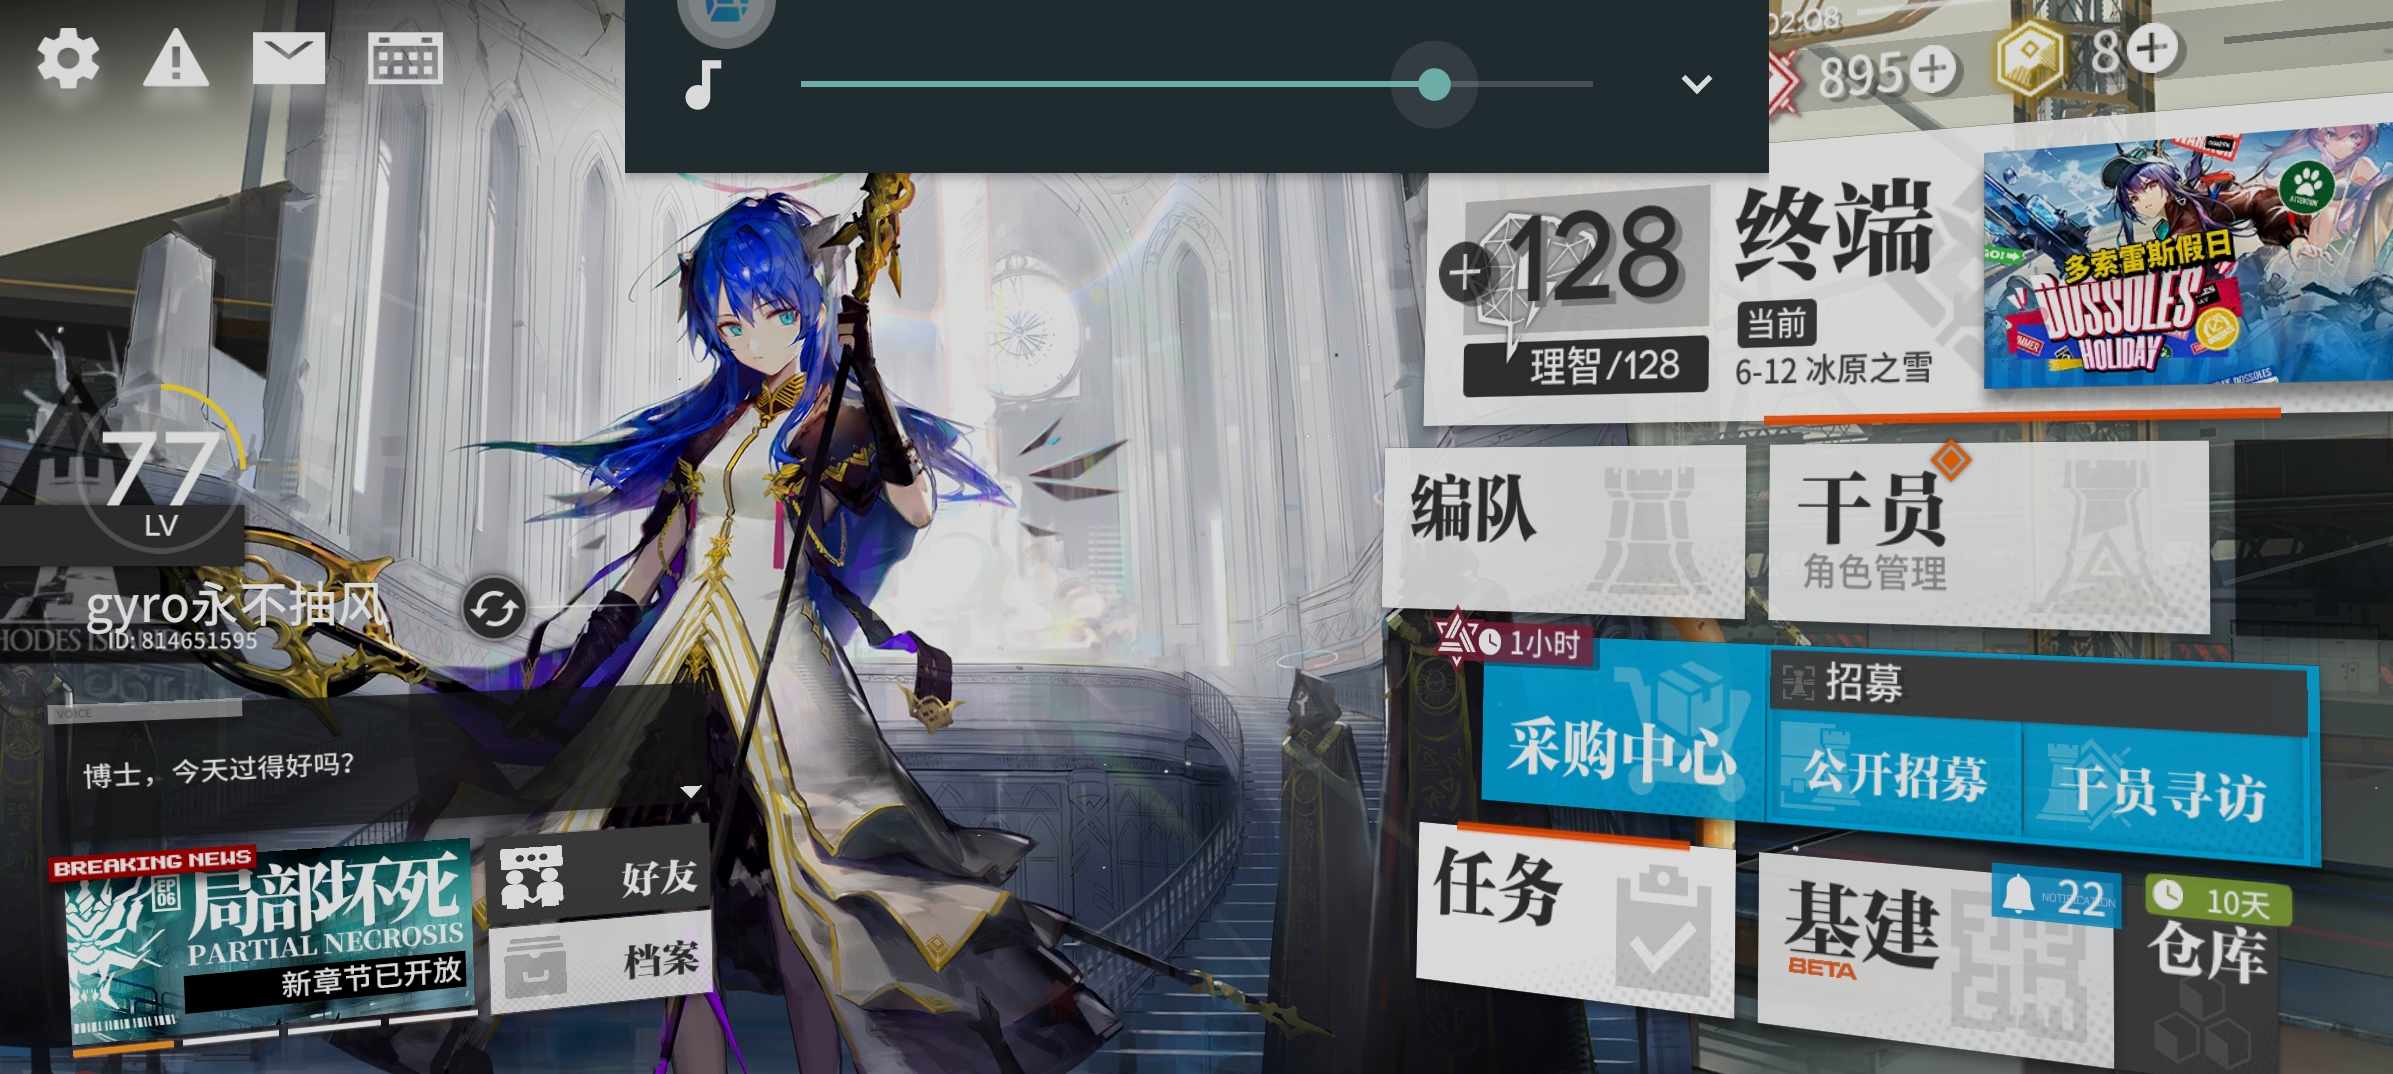 02:08
895
8
128
理智/128
终端
当前
6-12 冰原之雪
多索雷斯假日
DOSSOLES
HOLIDAY
77
LV
编队
干员
角色管理
gyro永不抽风
ID: 814651595
1小时
采购中心
招募
公开招募
干员寻访
VOICE
博士，今天过得好吗？
BREAKING NEWS
EP
06
局部坏死
PARTIAL NECROSIS
新章节已开放
好友
档案
任务
基建
BETA
NOTIFICATION
22
10天
仓库